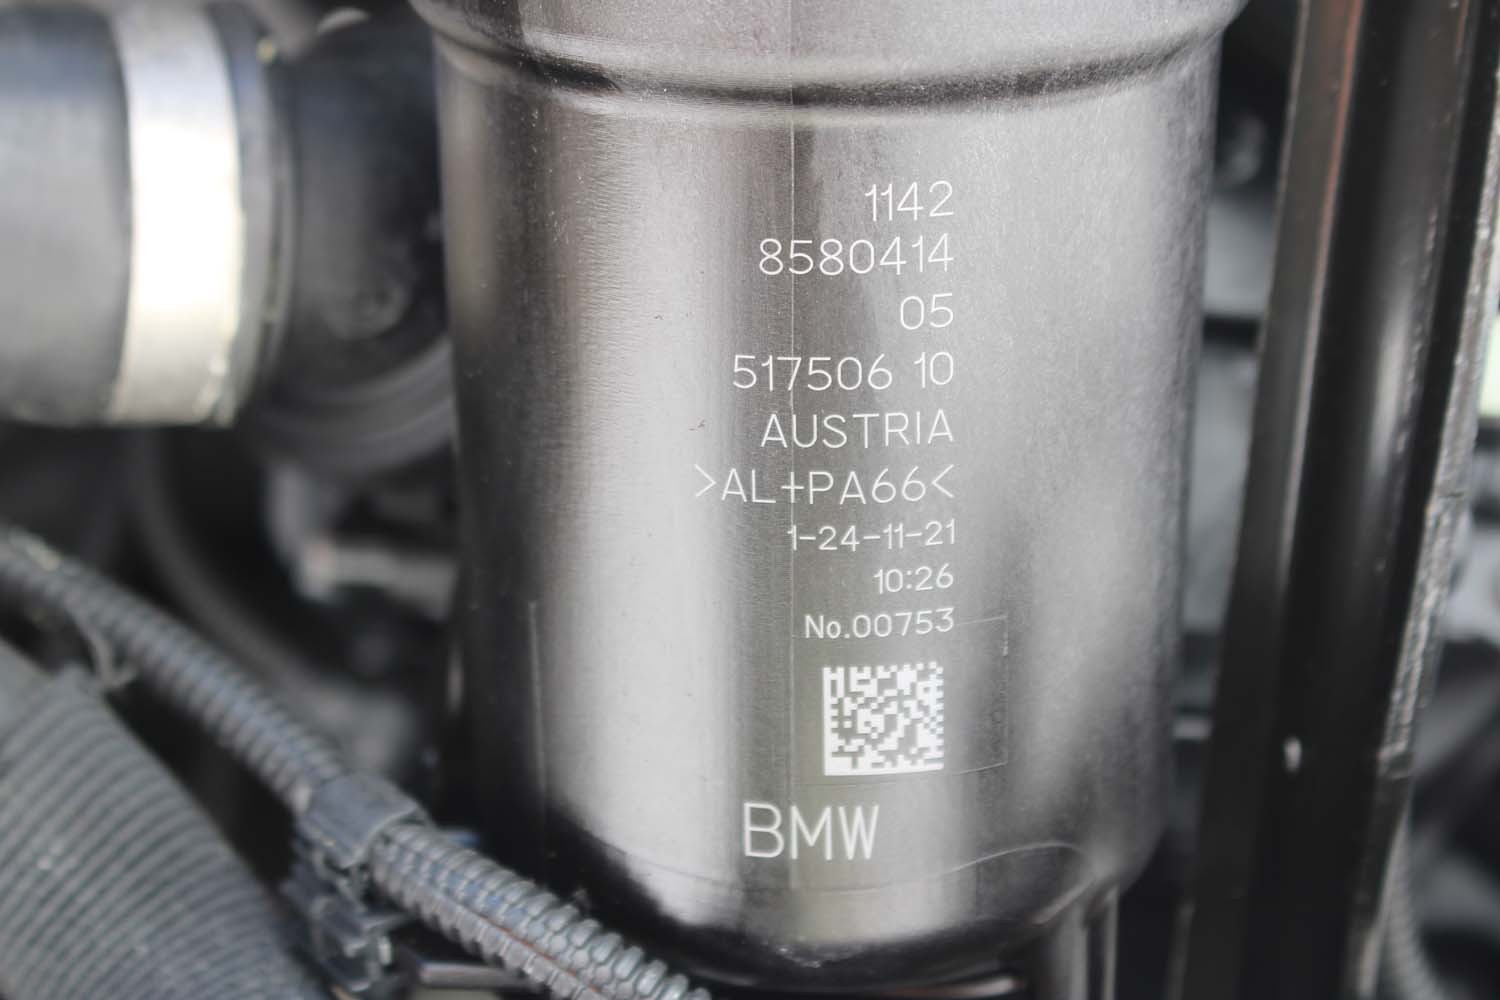 1142
8580414
05
517506 10
AUSTRIA
>AL+PA66<
1-24-11-21
10:26
No.00753
BMW